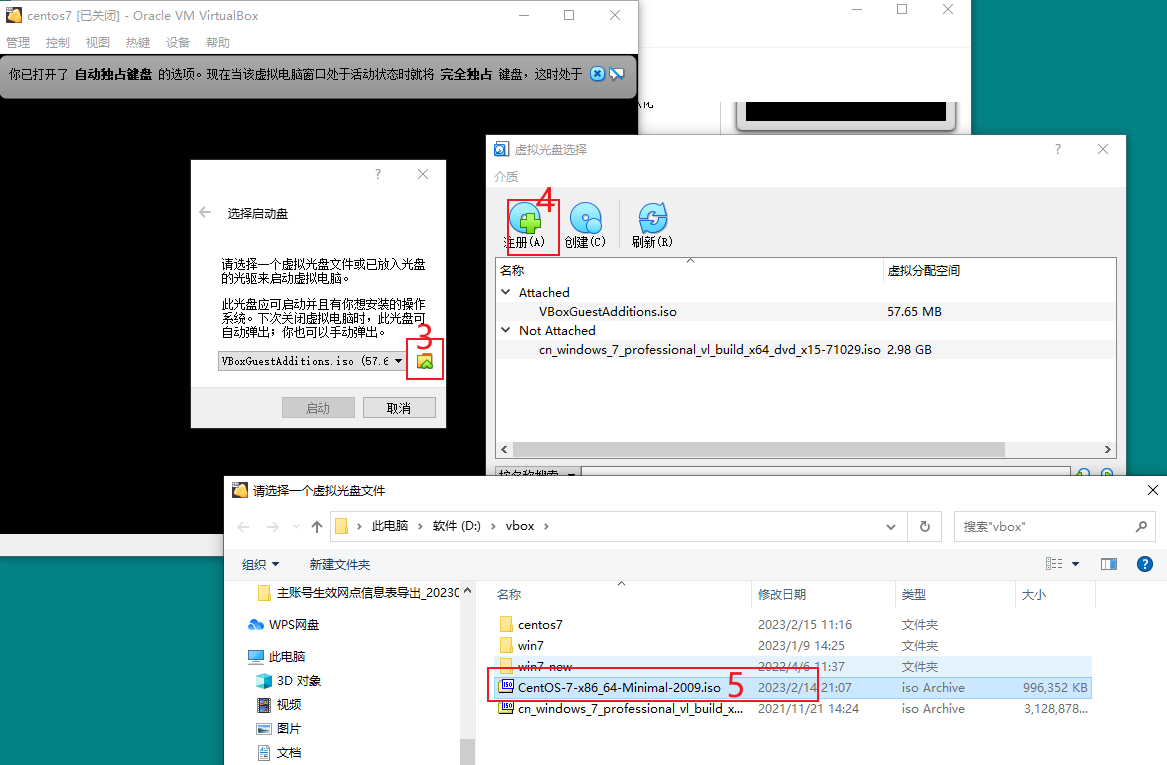 centos7 [已关闭] - Oracle VM VirtualBox
管理 控制 视图 热键 设备 帮助
你已打开了 自动独占键盘 的选项。现在当该虚拟电脑窗口处于活动状态时就将 完全独占 键盘，这时处于
选择启动盘
请选择一个虚拟光盘文件或已放入光盘
的光驱来启动虚拟电脑。
此光盘应可启动并且有你想安装的操作
系统。下次关闭虚拟电脑时，此光盘可
自动弹出；你也可以手动弹出。
3
VBoxGuestAdditions.iso (57.6
启动 取消
虚拟光盘选择
介质
4
注册(A) 创建(C) 刷新(R)
名称 虚拟分配空间
Attached
VBoxGuestAdditions.iso 57.65 MB
Not Attached
cn_windows_7_professional_vl_build_x64_dvd_x15-71029.iso 2.98 GB
按名称搜索
请选择一个虚拟光盘文件
此电脑 › 软件 (D:) › vbox ›
搜索"vbox"
组织 新建文件夹
主账号生效网点信息表导出_20230
WPS网盘
此电脑
3D 对象
视频
图片
文档
名称 修改日期 类型 大小
centos7 2023/2/15 11:16 文件夹
win7 2023/1/9 14:25 文件夹
win7-new 2022/4/6 11:37 文件夹
CentOS-7-x86_64-Minimal-2009.iso 5 2023/2/14 21:07 iso Archive 996,352 KB
cn_windows_7_professional_vl_build_x... 2021/11/21 14:24 iso Archive 3,128,878...